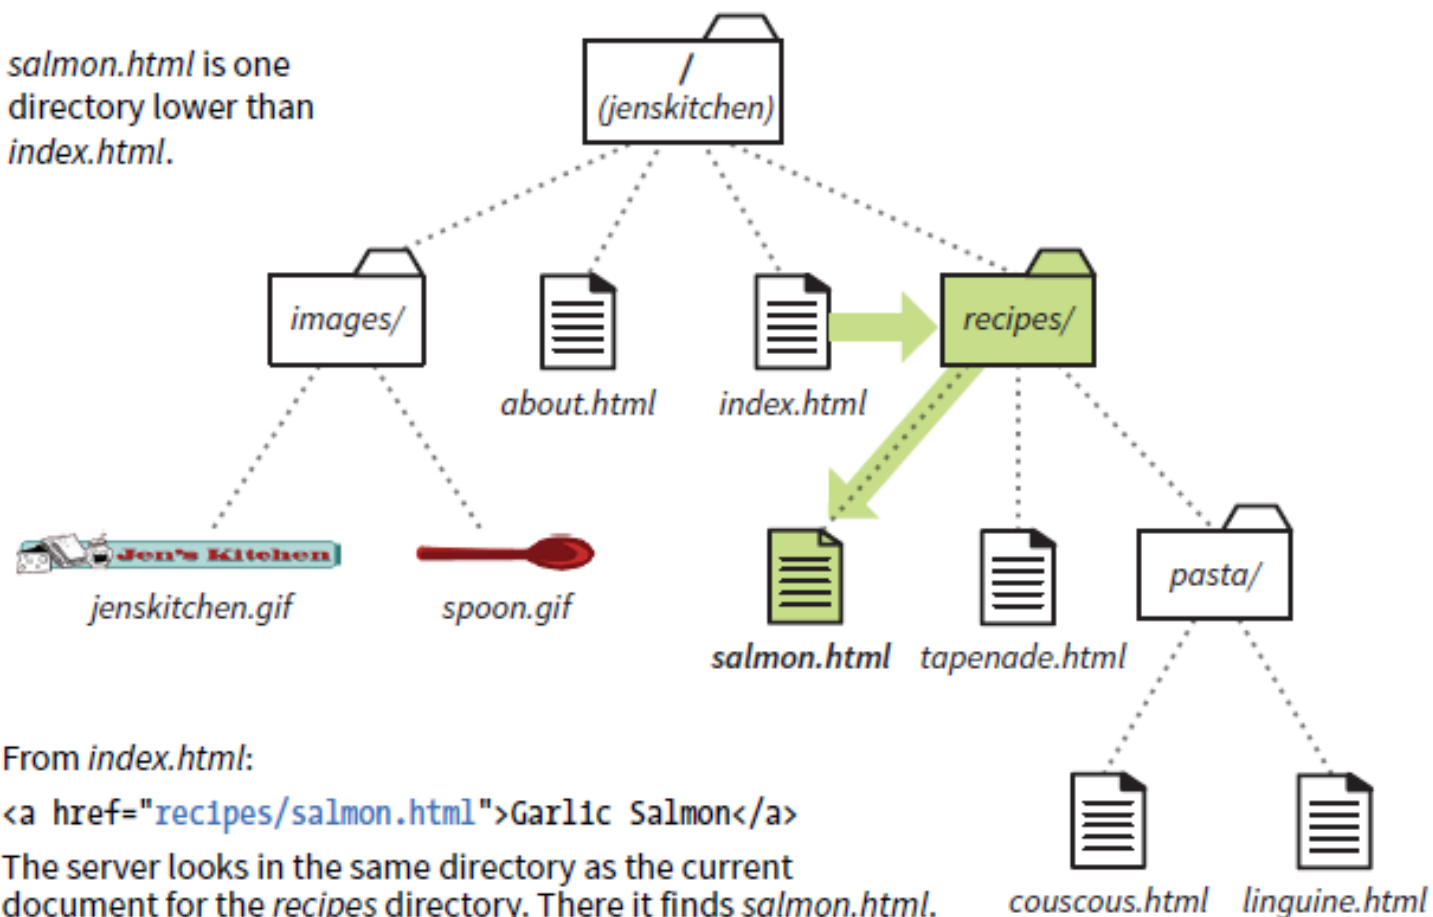 salmon.html is one
directory lower than
index.html.
/
(jenskitchen)
images/
about.html
index.html
recipes/
Jen's Kitchen
jenskitchen.gif
spoon.gif
salmon.html
tapenade.html
pasta/
couscous.html
linguine.html
From index.html:
<a href="recipes/salmon.html">Garlic Salmon</a>
The server looks in the same directory as the current
document for the recipes directory. There it finds salmon.html.